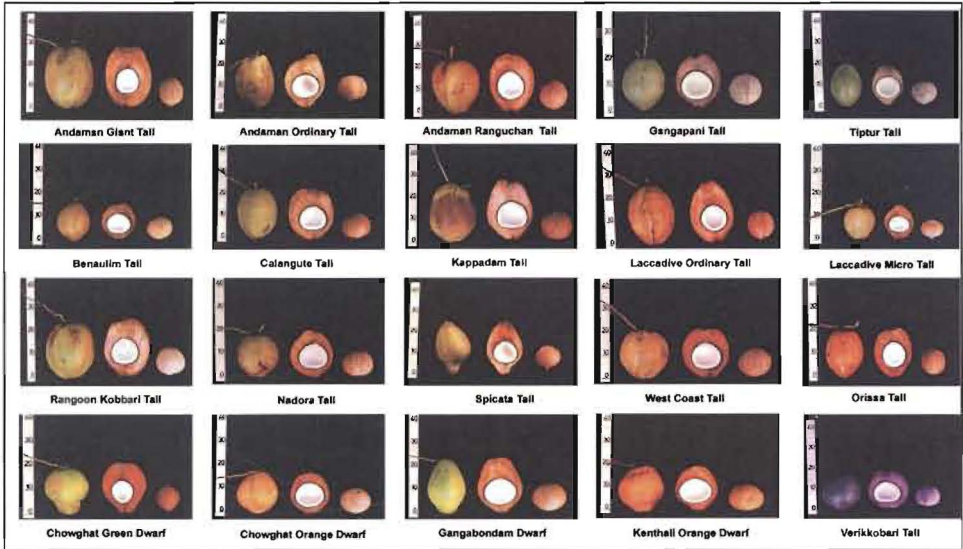 Andaman Giant Tall
Andaman Ordinary Tall
Andaman Ranguchan Tall
Gangapani Tall
Tiptur Tall
Benaulim Tall
Calangute Tall
Kappadam Tall
Laccadive Ordinary Tall
Laccadive Micro Tall
Rangoon Kobbari Tall
Nadora Tall
Spicata Tall
West Coast Tall
Orissa Tall
Chowghat Green Dwarf
Chowghat Orange Dwarf
Gangabondam Dwarf
Kenthali Orange Dwarf
Verikkobari Tall